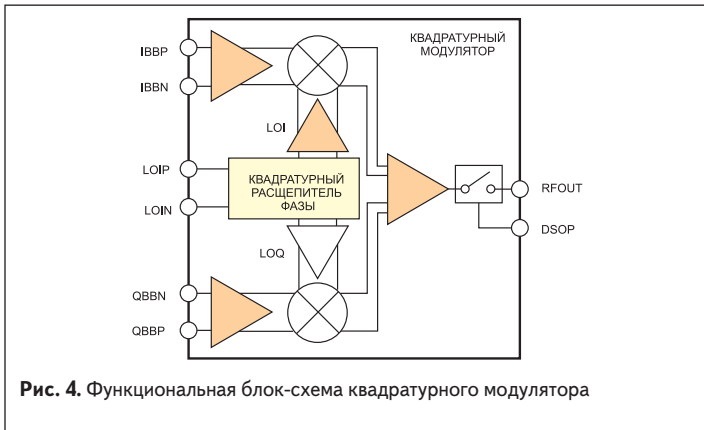 КВАДРАТУРНЫЙ
МОДУЛЯТОР
IBBP
IBBN
LOI
LOIP
LOIN
КВАДРАТУРНЫЙ
РАСЩЕПИТЕЛЬ
ФАЗЫ
RFOUT
DSOP
LOQ
QBBN
QBBP
Рис. 4. Функциональная блок-схема квадратурного модулятора